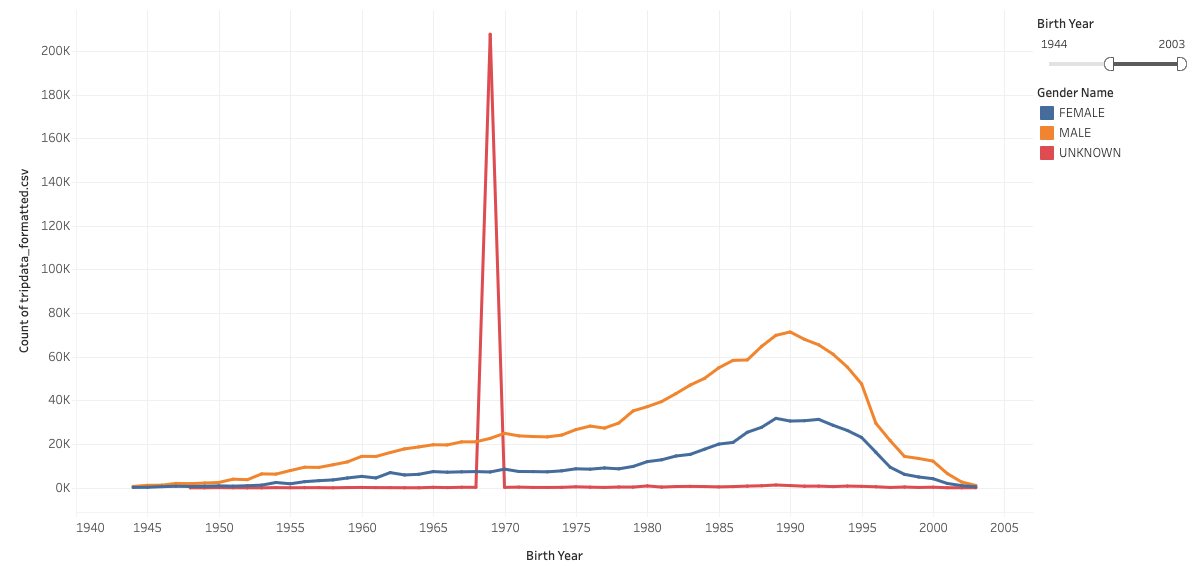 Birth Year
1944 2003
Gender Name
FEMALE
MALE
UNKNOWN
Count of tripdata_formatted.csv
200K
180K
160K
140K
120K
100K
80K
60K
40K
20K
0K
1940 1945 1950 1955 1960 1965 1970 1975 1980 1985 1990 1995 2000 2005
Birth Year